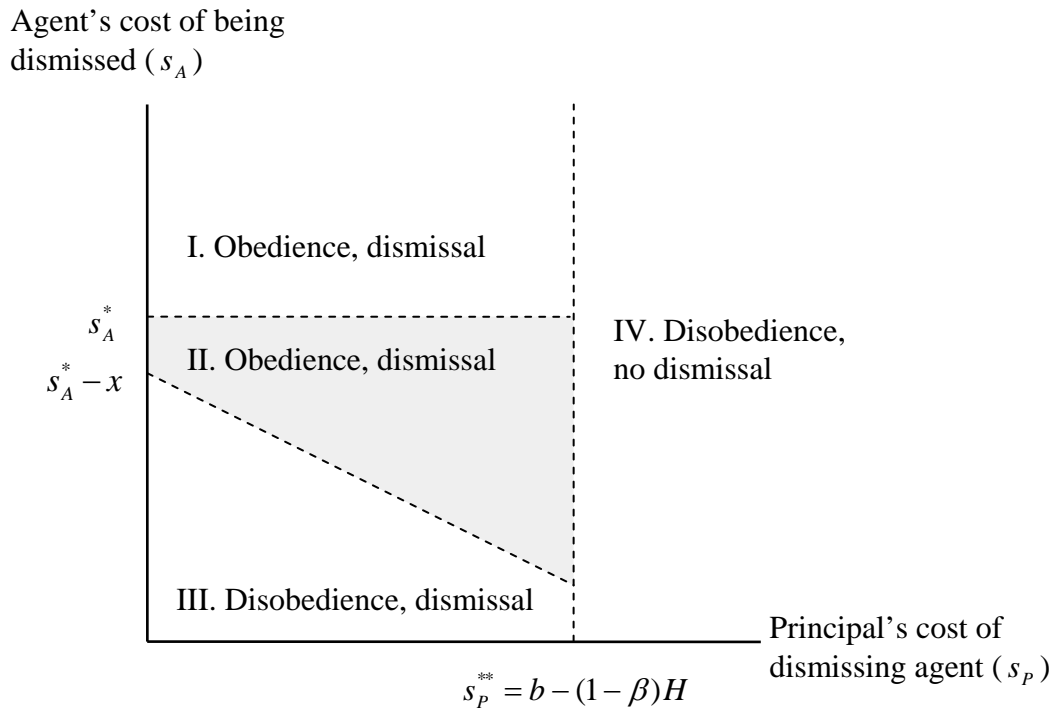 Agent's cost of being
dismissed ( s_A )
I. Obedience, dismissal
s_A^*
II. Obedience, dismissal
IV. Disobedience,
no dismissal
s_A^* − x
III. Disobedience, dismissal
Principal's cost of
dismissing agent ( s_P )
s_P^{**} = b − (1 − β)H